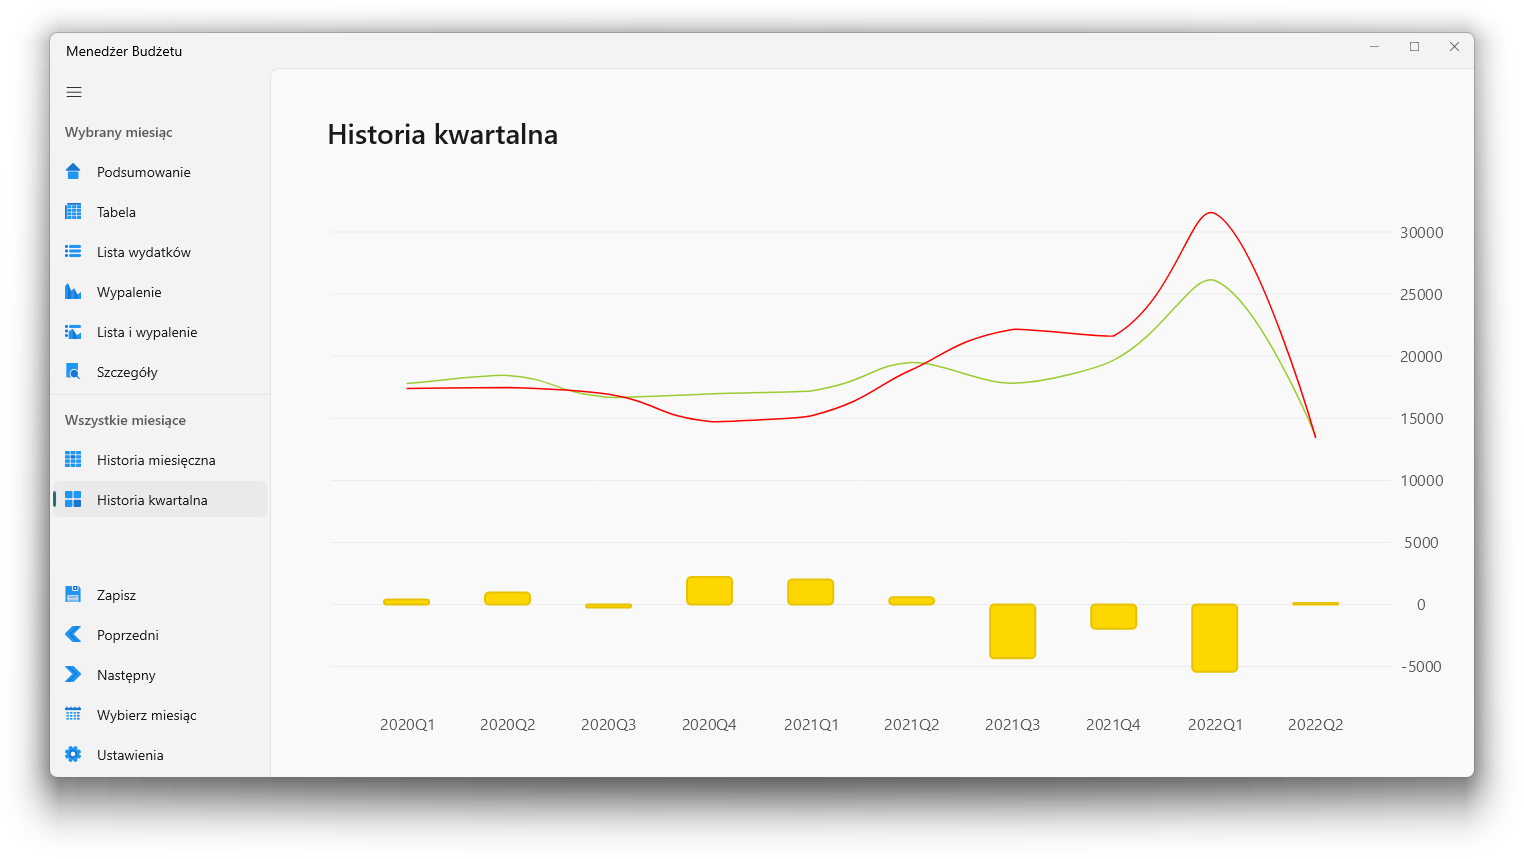 Menedżer Budżetu
Wybrany miesiąc
Podsumowanie
Tabela
Lista wydatków
Wypalenie
Lista i wypalenie
Szczegóły
Wszystkie miesiące
Historia miesięczna
Historia kwartalna
Zapisz
Poprzedni
Następny
Wybierz miesiąc
Ustawienia
Historia kwartalna
30000
25000
20000
15000
10000
5000
0
-5000
2020Q1 2020Q2 2020Q3 2020Q4 2021Q1 2021Q2 2021Q3 2021Q4 2022Q1 2022Q2